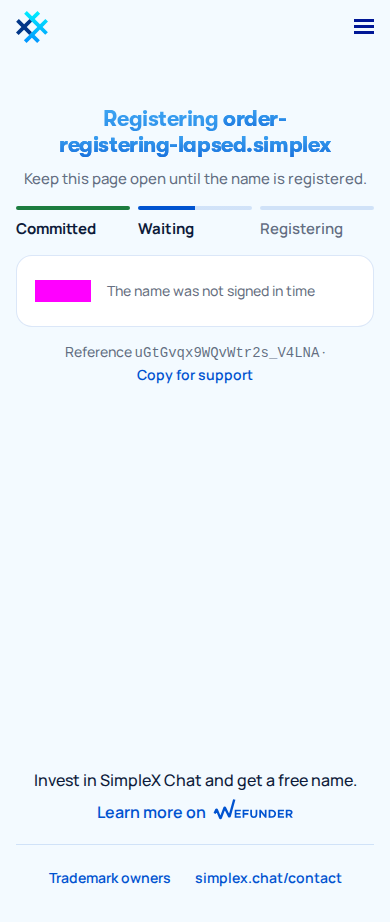 Registering order-
registering-lapsed.simplex
Keep this page open until the name is registered.
Committed
Waiting
Registering
The name was not signed in time
Reference uGtGvqx9WQvWtr2s_V4LNA ·
Copy for support
Invest in SimpleX Chat and get a free name.
Learn more on WEFUNDER
Trademark owners
simplex.chat/contact